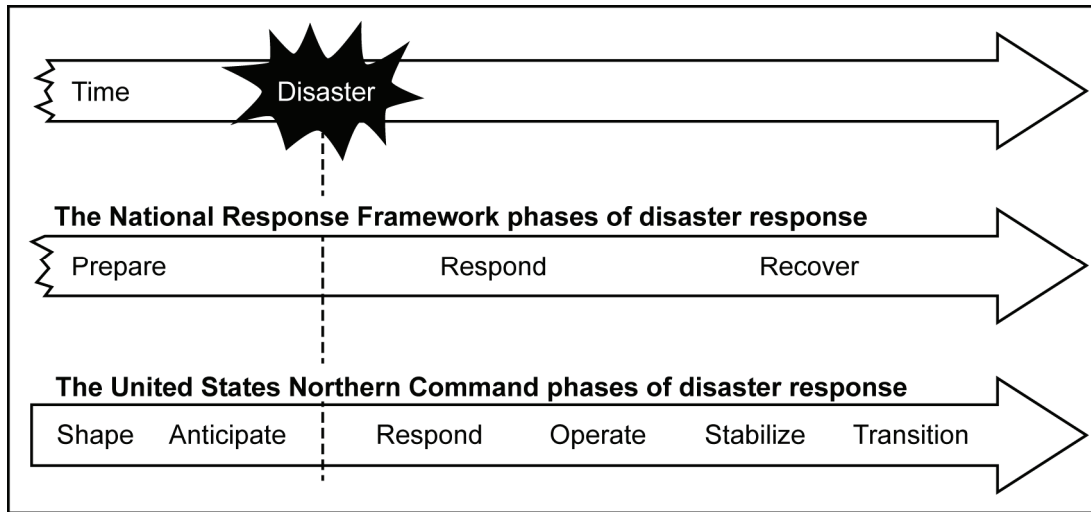 Time Disaster
The National Response Framework phases of disaster response
Prepare Respond Recover
The United States Northern Command phases of disaster response
Shape Anticipate Respond Operate Stabilize Transition